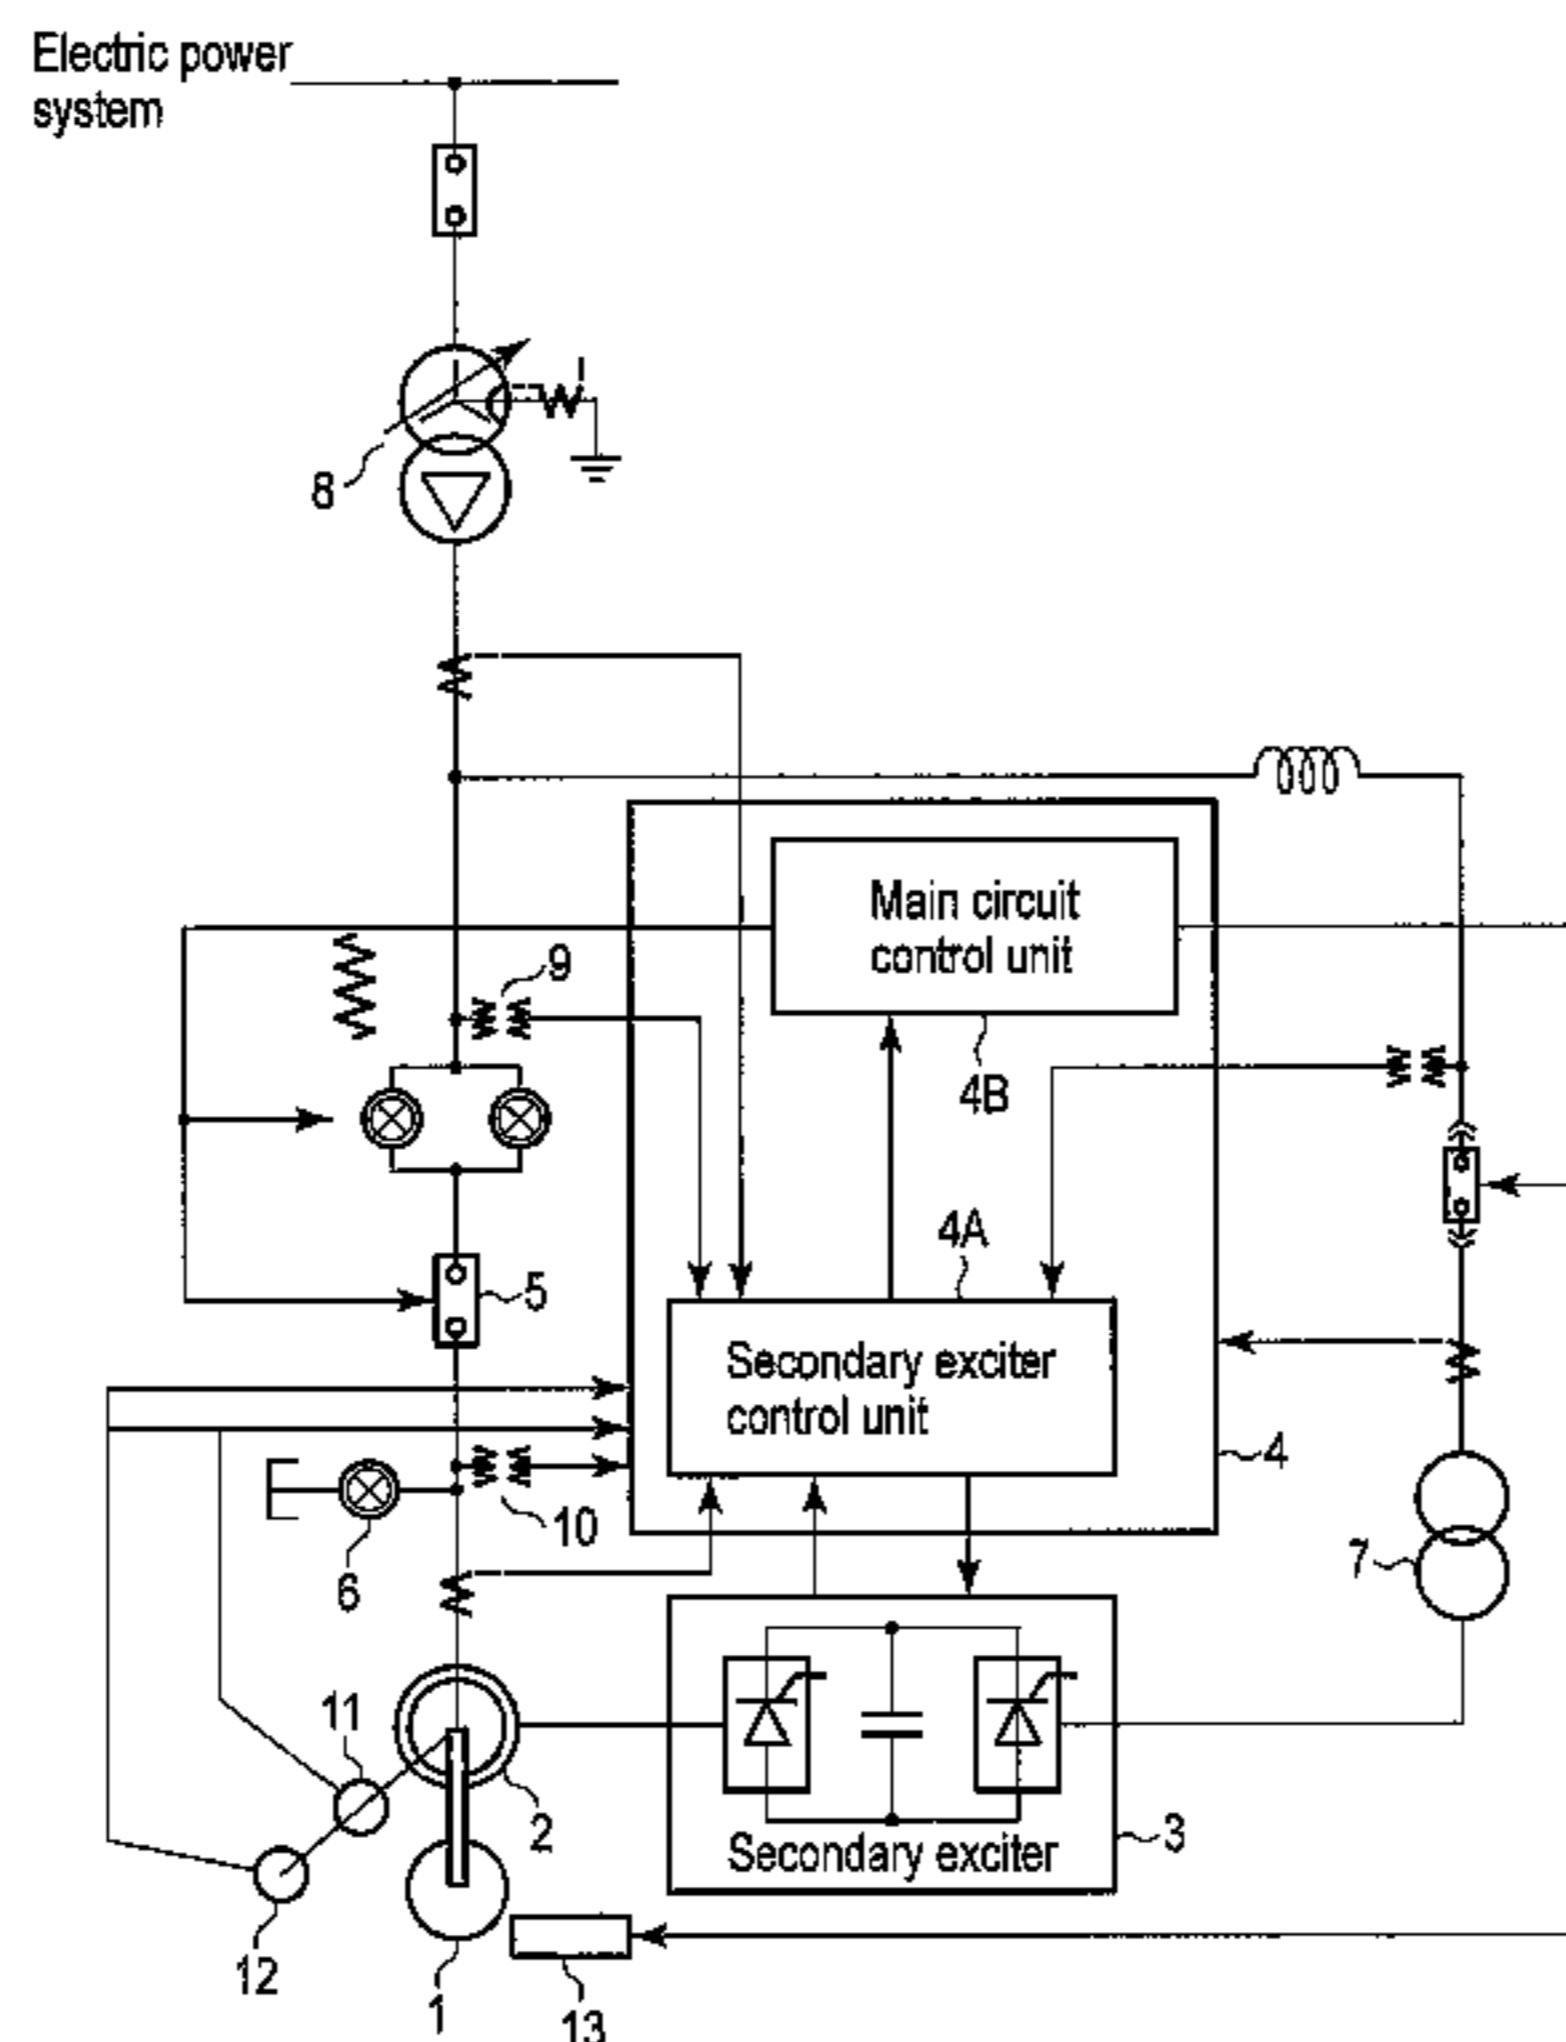 Electric power
system
8
Main circuit
control unit
9
4B
4A
5
Secondary exciter
control unit
4
10
6
7
11
2
Secondary exciter
3
12
1
13